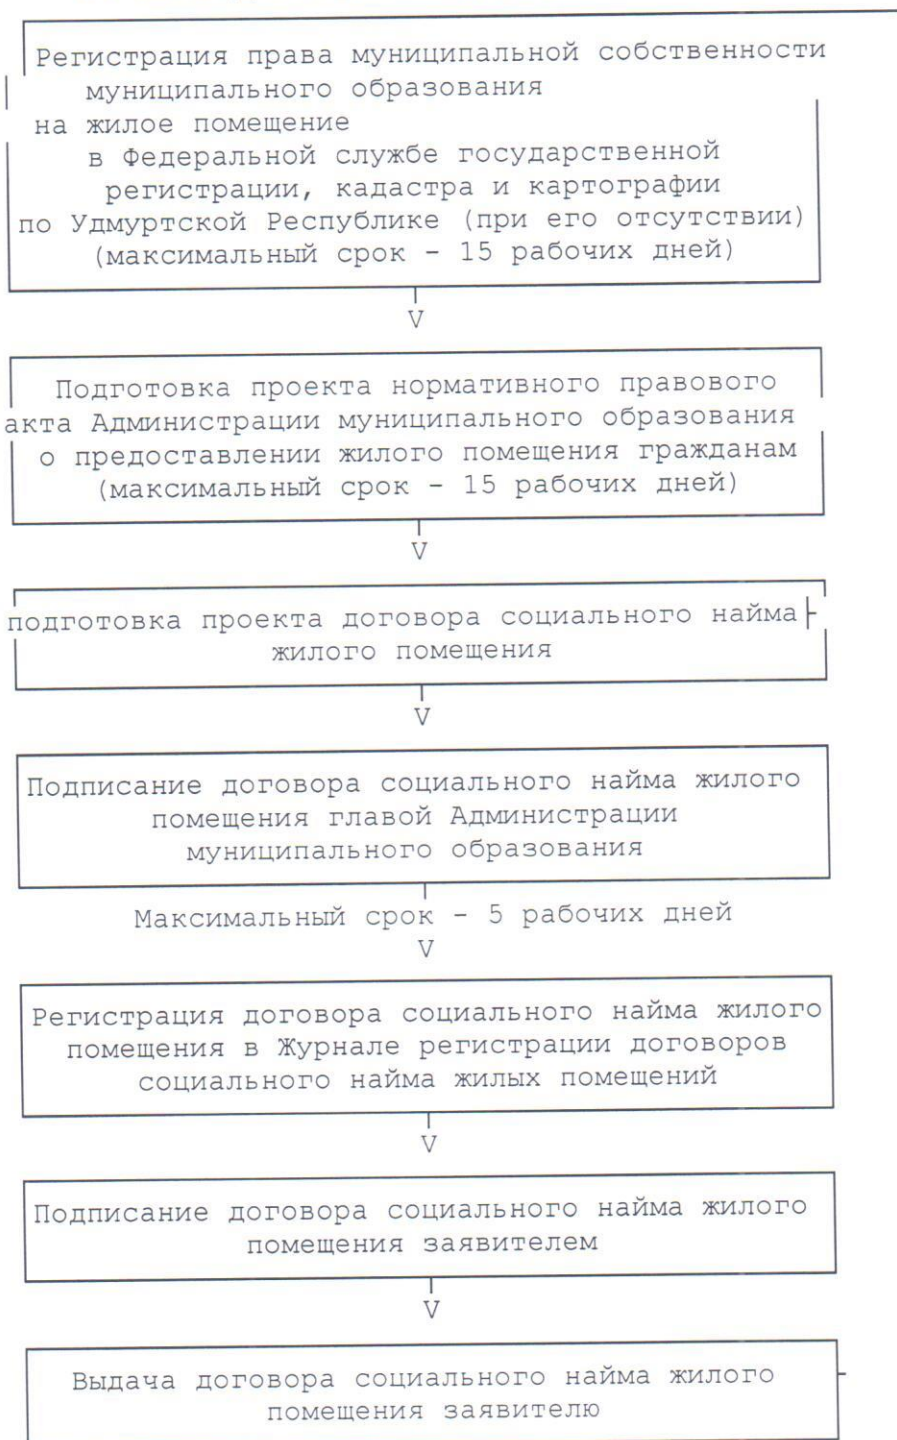 Регистрация права муниципальной собственности
муниципального образования
на жилое помещение
в Федеральной службе государственной
регистрации, кадастра и картографии
по Удмуртской Республике (при его отсутствии)
(максимальный срок - 15 рабочих дней)
V
Подготовка проекта нормативного правового
акта Администрации муниципального образования
о предоставлении жилого помещения гражданам
(максимальный срок - 15 рабочих дней)
V
подготовка проекта договора социального найма
жилого помещения
V
Подписание договора социального найма жилого
помещения главой Администрации
муниципального образования
Максимальный срок - 5 рабочих дней
V
Регистрация договора социального найма жилого
помещения в Журнале регистрации договоров
социального найма жилых помещений
V
Подписание договора социального найма жилого
помещения заявителем
V
Выдача договора социального найма жилого
помещения заявителю